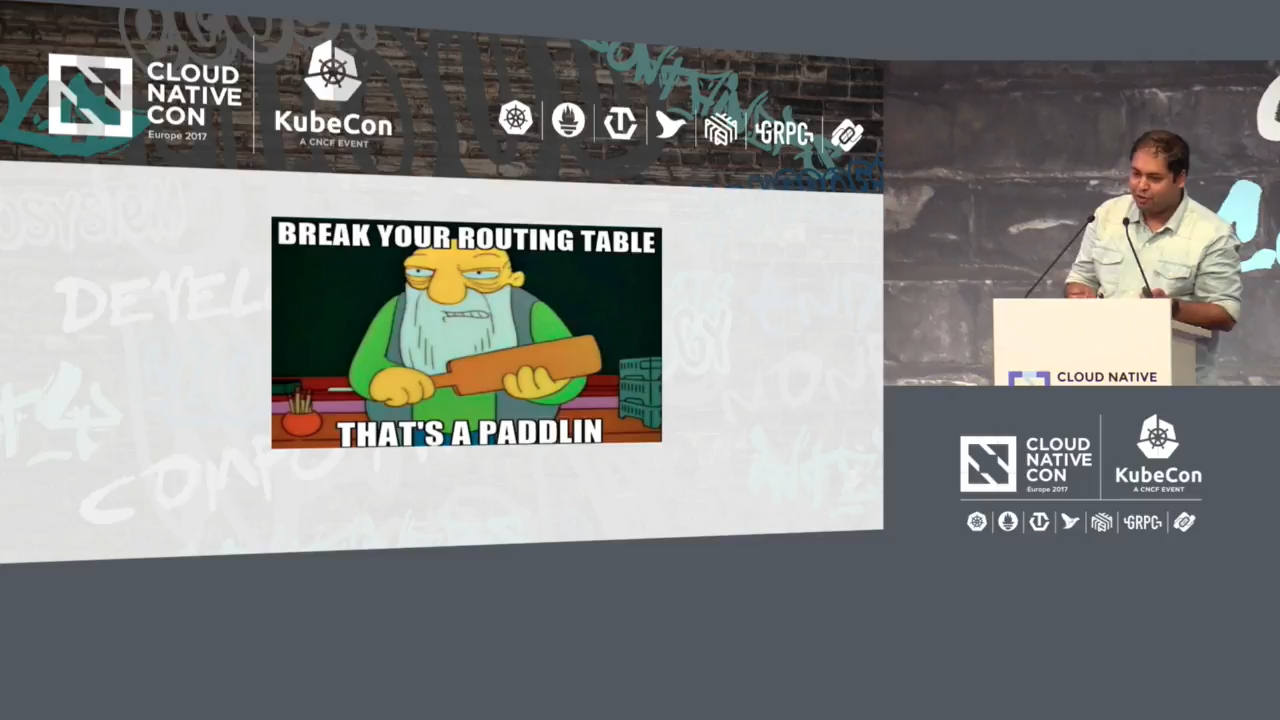 CLOUD
NATIVE
CON
Europe 2017
KubeCon
A CNCF EVENT
GRPC
BREAK YOUR ROUTING TABLE
THAT'S A PADDLIN
DEVEL
CLOUD NATIVE
CLOUD
NATIVE
CON
Europe 2017
KubeCon
A CNCF EVENT
GRPC